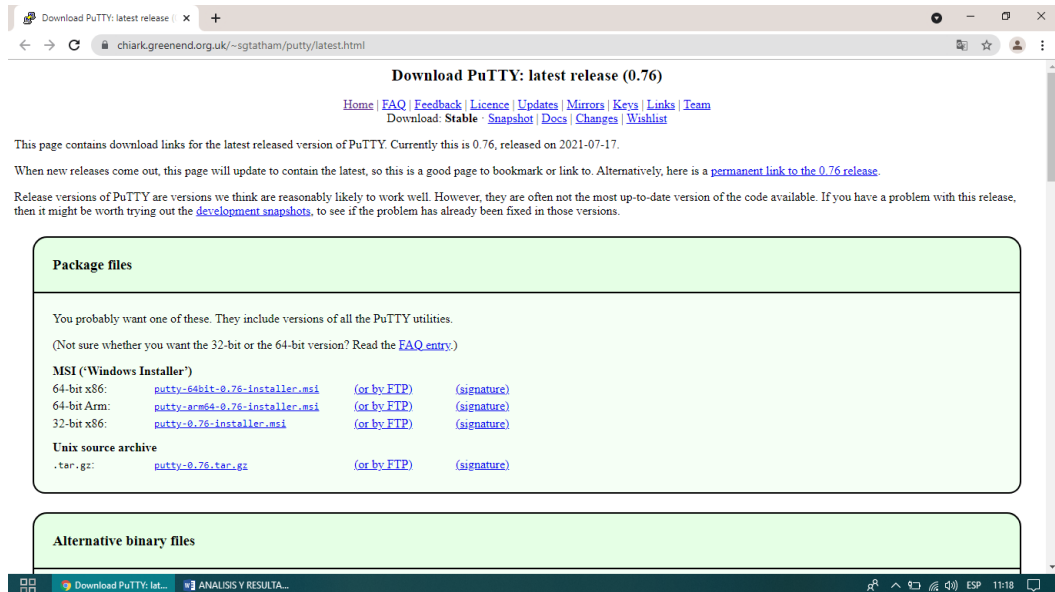 Download PuTTY: latest release (
chiark.greenend.org.uk/~sgtatham/putty/latest.html
Download PuTTY: latest release (0.76)
Home | FAQ | Feedback | Licence | Updates | Mirrors | Keys | Links | Team
Download: Stable · Snapshot | Docs | Changes | Wishlist
This page contains download links for the latest released version of PuTTY. Currently this is 0.76, released on 2021-07-17.
When new releases come out, this page will update to contain the latest, so this is a good page to bookmark or link to. Alternatively, here is a permanent link to the 0.76 release.
Release versions of PuTTY are versions we think are reasonably likely to work well. However, they are often not the most up-to-date version of the code available. If you have a problem with this release,
then it might be worth trying out the development snapshots, to see if the problem has already been fixed in those versions.
Package files
You probably want one of these. They include versions of all the PuTTY utilities.
(Not sure whether you want the 32-bit or the 64-bit version? Read the FAQ entry.)
MSI (‘Windows Installer’)
64-bit x86: putty-64bit-0.76-installer.msi (or by FTP) (signature)
64-bit Arm: putty-arm64-0.76-installer.msi (or by FTP) (signature)
32-bit x86: putty-0.76-installer.msi (or by FTP) (signature)
Unix source archive
.tar.gz: putty-0.76.tar.gz (or by FTP) (signature)
Alternative binary files
Download PuTTY: lat... ANALISIS Y RESULTA... ESP 11:18